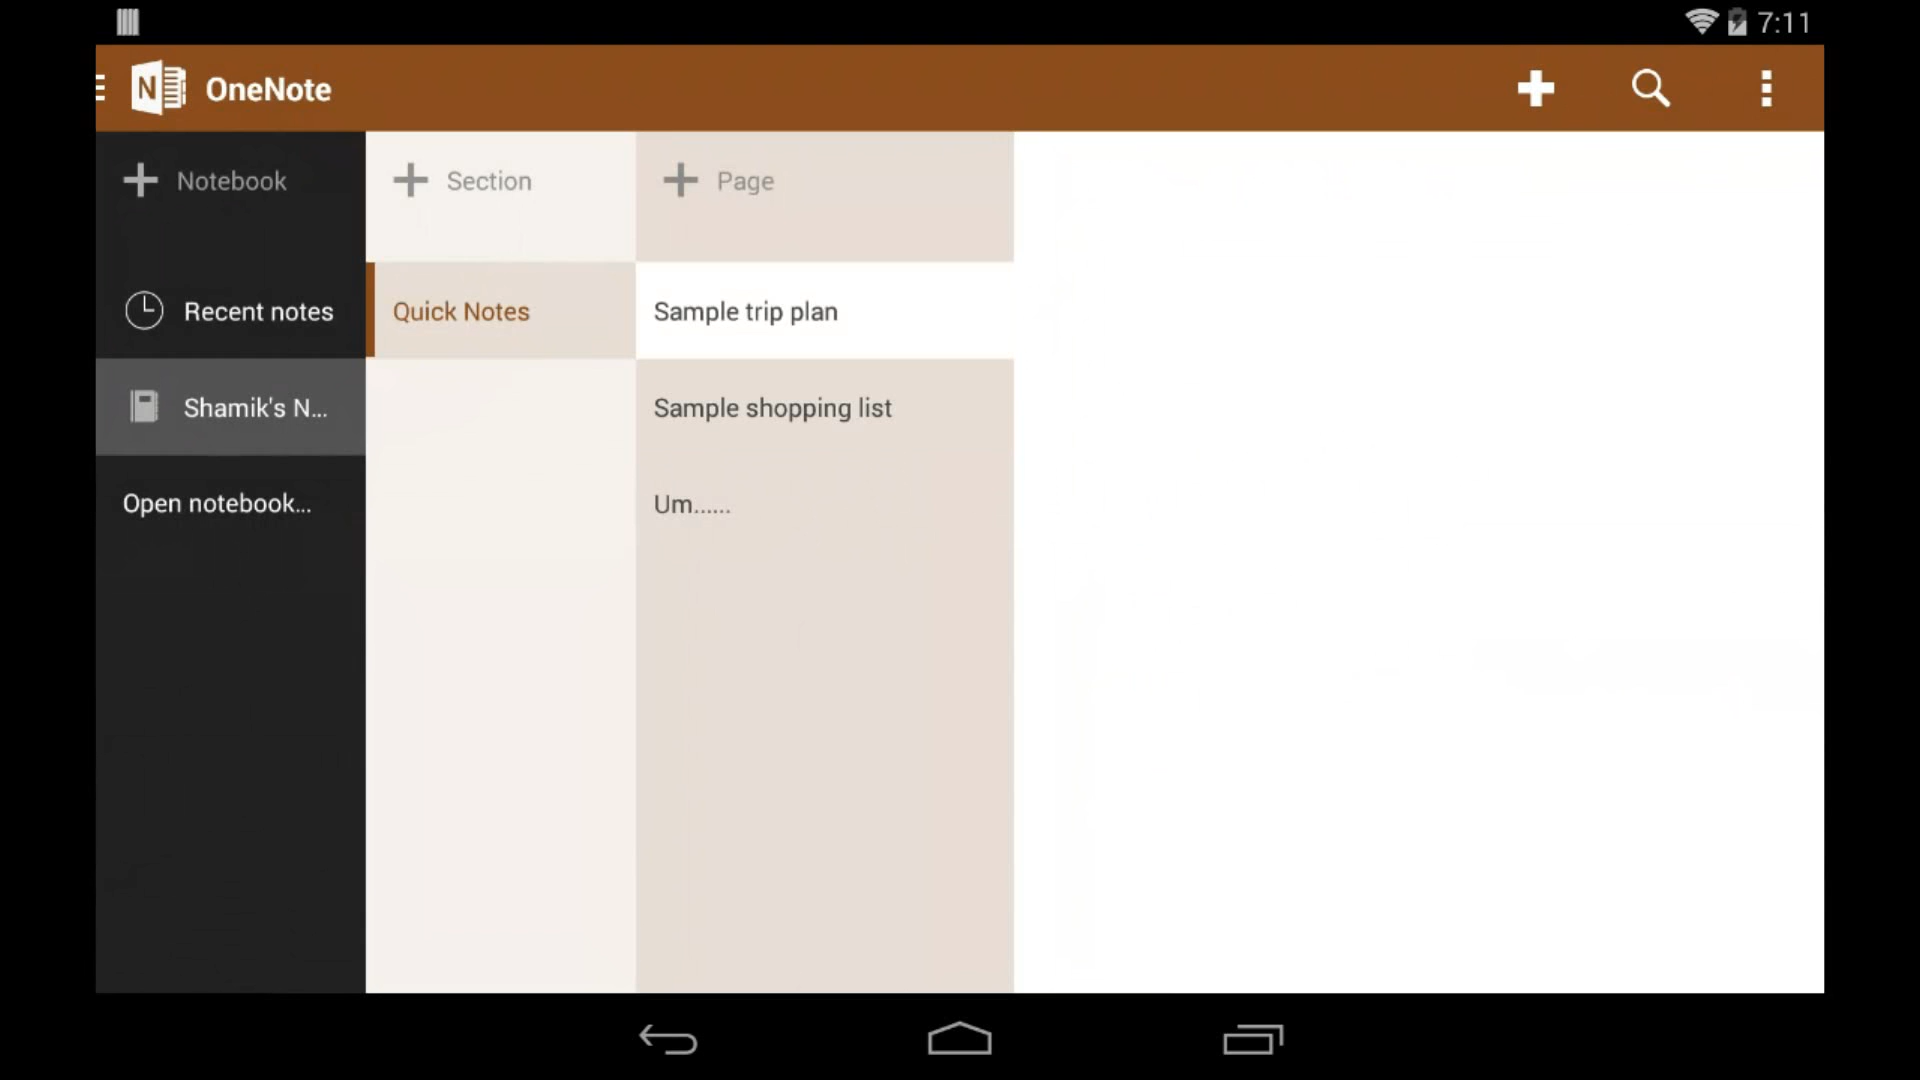 7:11
N OneNote
Notebook
Section
Page
Recent notes
Quick Notes
Sample trip plan
Shamik's N...
Sample shopping list
Open notebook...
Um......